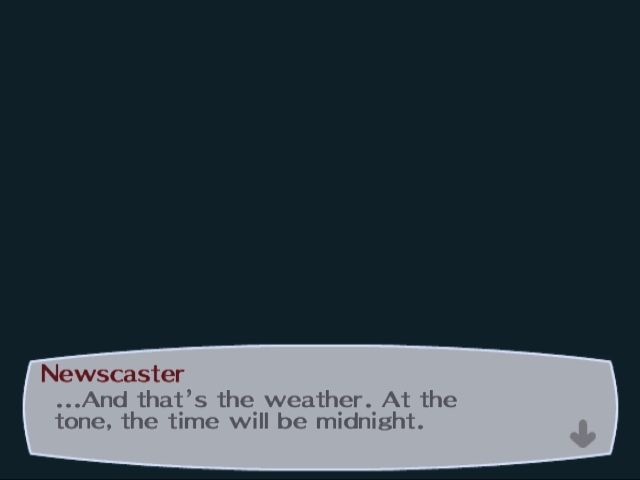 Newscaster
...And that's the weather. At the
tone, the time will be midnight.